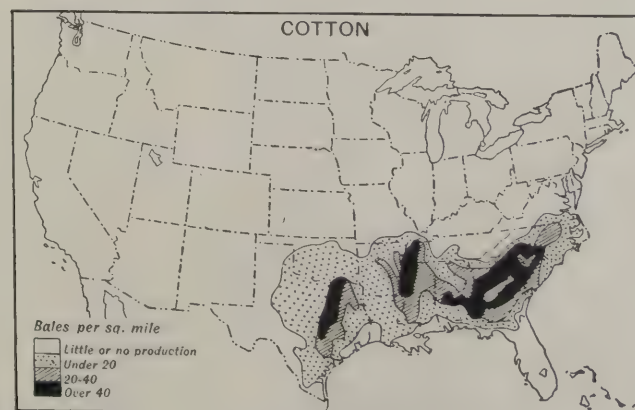 COTTON
Bales per sq. mile
Little or no production
Under 20
20-40
Over 40